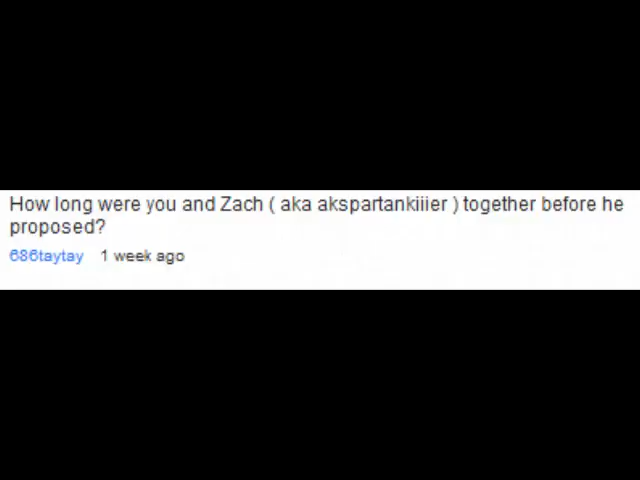 How long were you and Zach ( aka akspartankiiier ) together before he
proposed?
686taytay 1 week ago